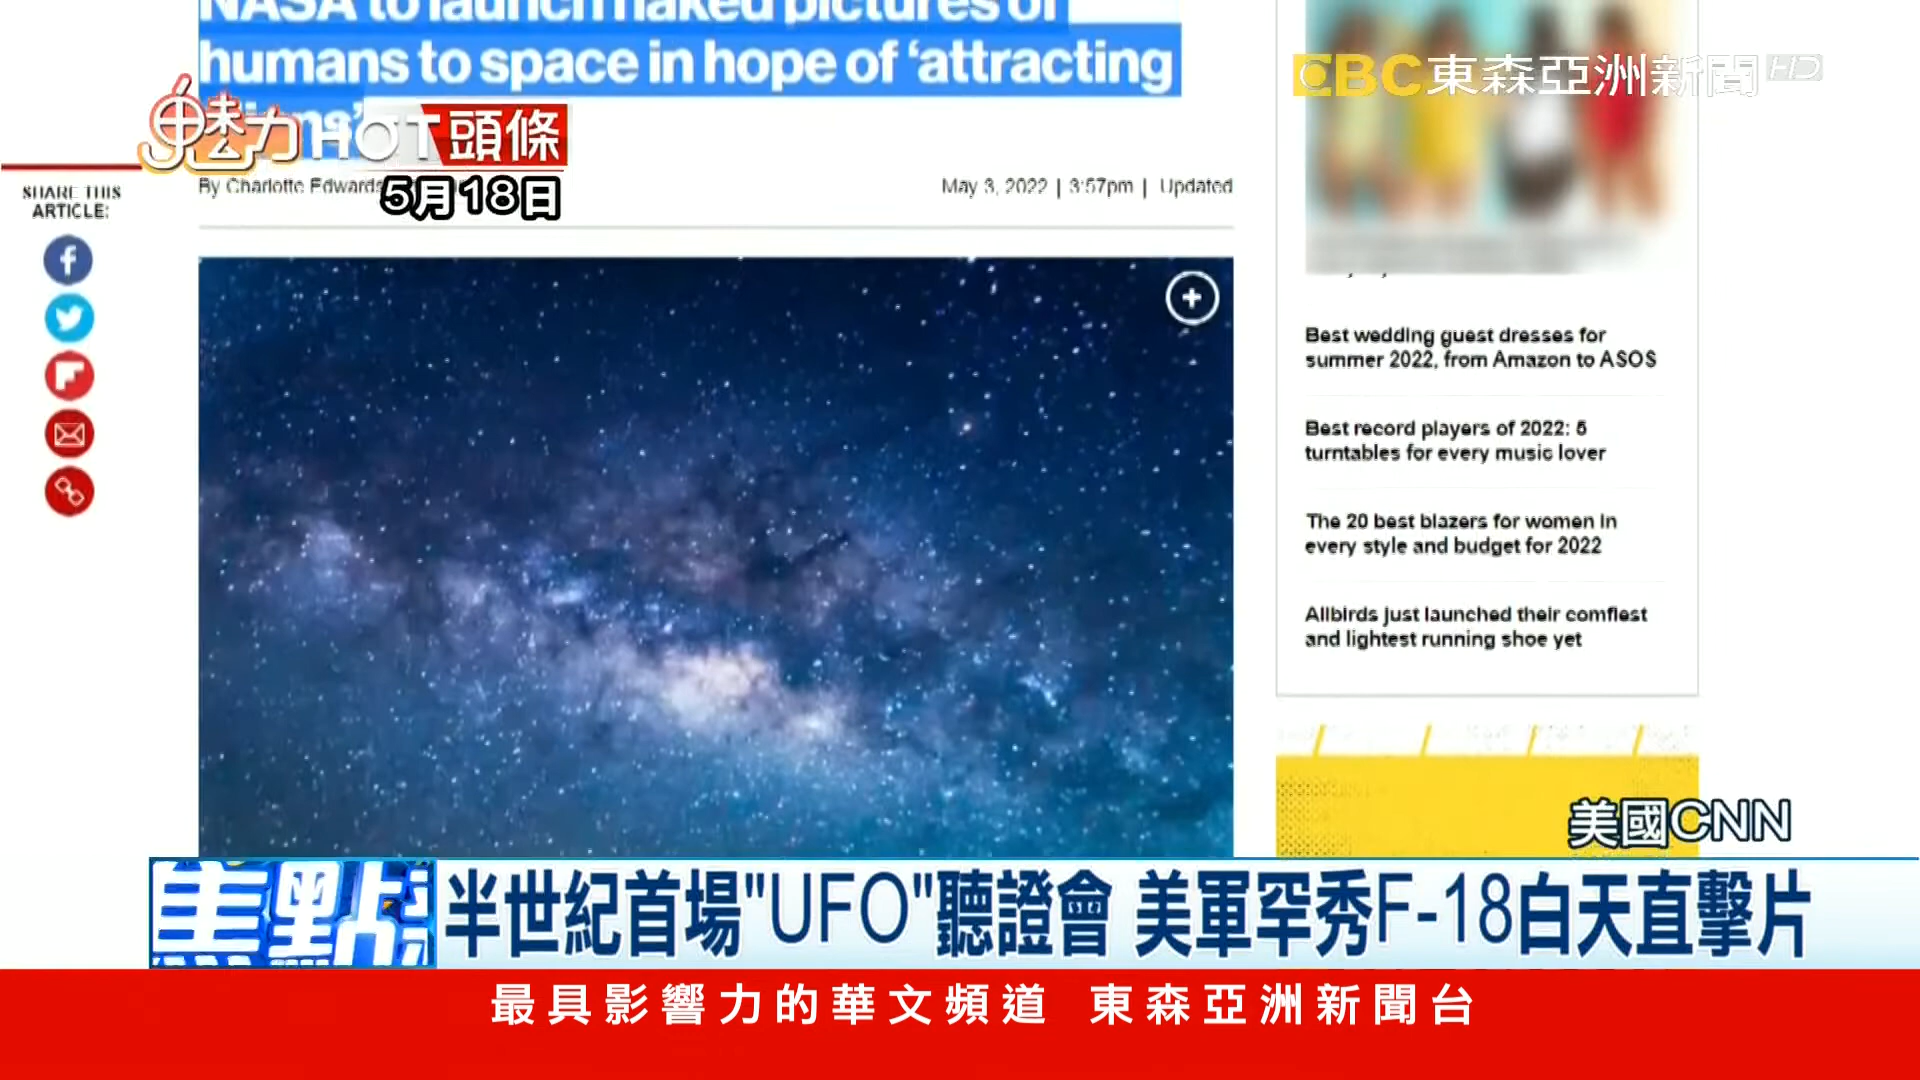 NASA to launch naked pictures of
humans to space in hope of ‘attracting
EBC東森亞洲新聞HD
魅力HOT頭條
5月18日
By Charlotte Edwards
May 3, 2022 | 3:57pm | Updated
SHARE THIS
ARTICLE:
Best wedding guest dresses for
summer 2022, from Amazon to ASOS
Best record players of 2022: 5
turntables for every music lover
The 20 best blazers for women in
every style and budget for 2022
Allbirds just launched their comfiest
and lightest running shoe yet
美國CNN
焦點
半世紀首場"UFO"聽證會 美軍罕秀F-18白天直擊片
最具影響力的華文頻道 東森亞洲新聞台